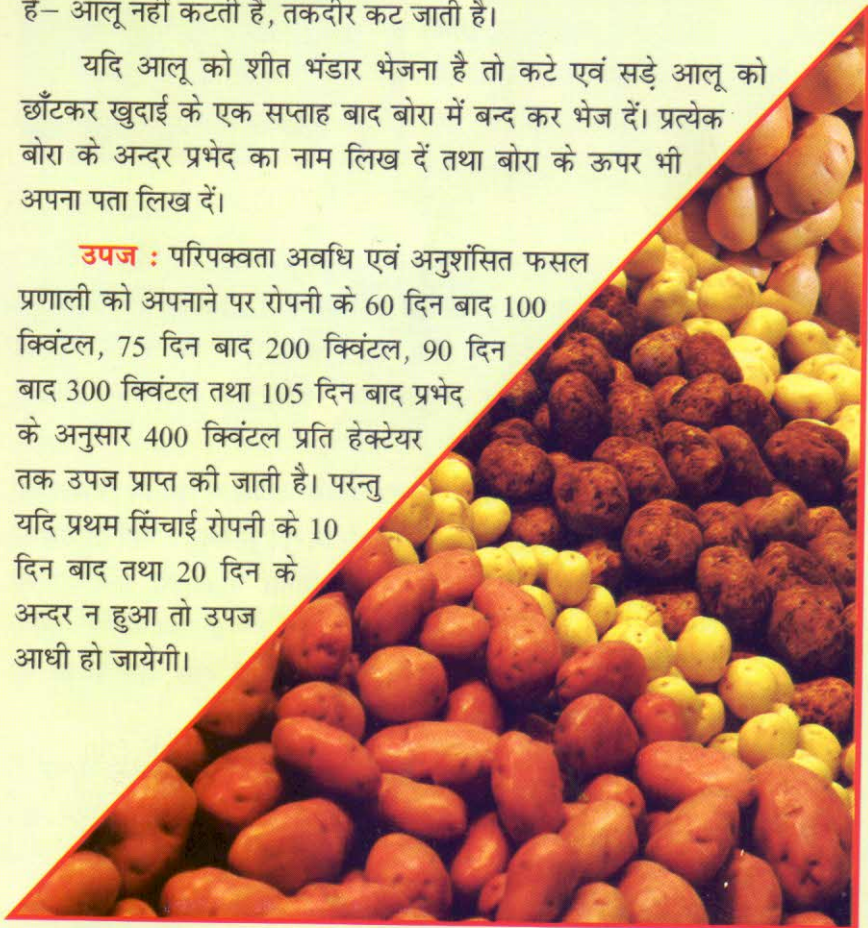 है– आलू नहीं कटती है, तकदीर कट जाती है।
यदि आलू को शीत भंडार भेजना है तो कटे एवं सड़े आलू को
छाँटकर खुदाई के एक सप्ताह बाद बोरा में बन्द कर भेज दें। प्रत्येक
बोरा के अन्दर प्रभेद का नाम लिख दें तथा बोरा के ऊपर भी
अपना पता लिख दें।
उपज : परिपक्वता अवधि एवं अनुशंसित फसल
प्रणाली को अपनाने पर रोपनी के 60 दिन बाद 100
क्विंटल, 75 दिन बाद 200 क्विंटल, 90 दिन
बाद 300 क्विंटल तथा 105 दिन बाद प्रभेद
के अनुसार 400 क्विंटल प्रति हेक्टेयर
तक उपज प्राप्त की जाती है। परन्तु
यदि प्रथम सिंचाई रोपनी के 10
दिन बाद तथा 20 दिन के
अन्दर न हुआ तो उपज
आधी हो जायेगी।